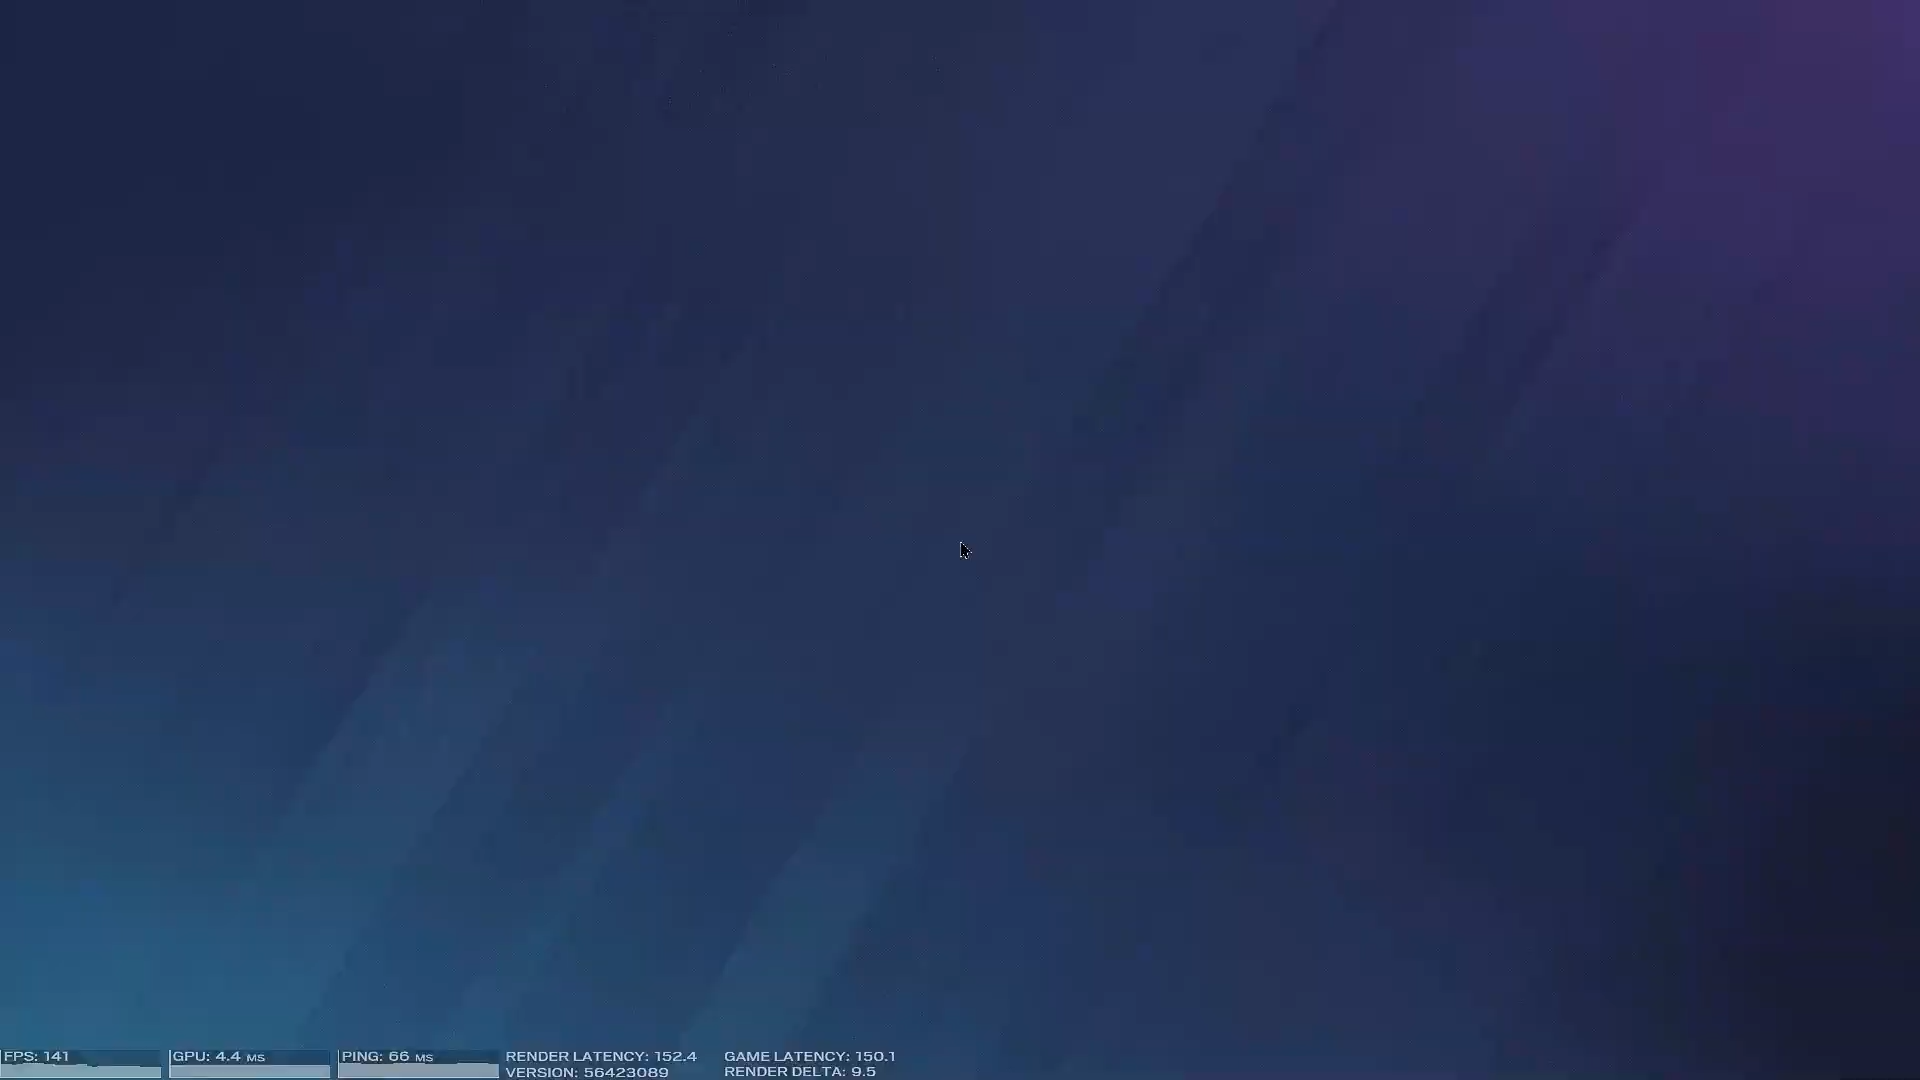 FPS: 141
GPU: 4.4 MS
PING: 66 MS
RENDER LATENCY: 152.4
VERSION: 56423089
GAME LATENCY: 150.1
RENDER DELTA: 9.5